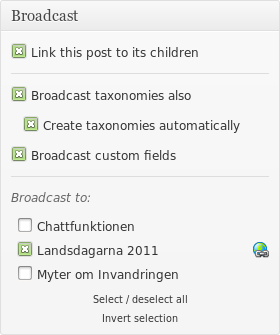 Broadcast
Link this post to its children
Broadcast taxonomies also
Create taxonomies automatically
Broadcast custom fields
Broadcast to:
Chattfunktionen
Landsdagarna 2011
Myter om Invandringen
Select / deselect all
Invert selection